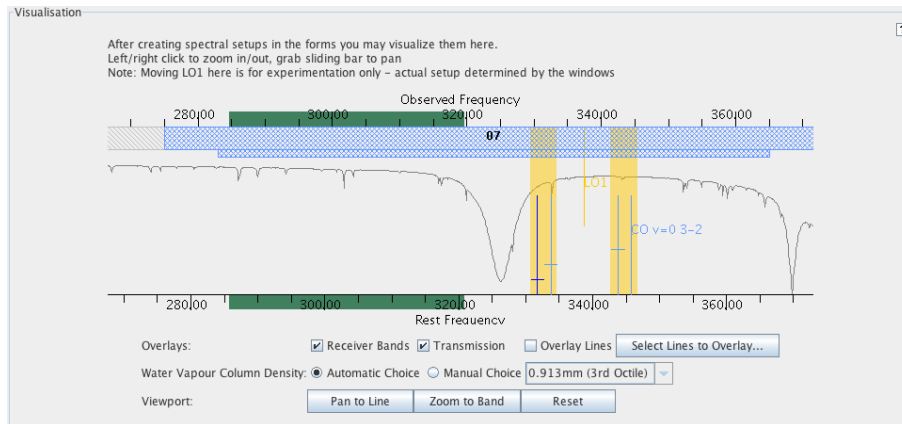 Visualisation
?
After creating spectral setups in the forms you may visualize them here.
Left/right click to zoom in/out, grab sliding bar to pan
Note: Moving LO1 here is for experimentation only - actual setup determined by the windows
Observed Frequency
280.00 300.00 320.00 340.00 360.00
07
LO1
CO v=0 3-2
280.00 300.00 320.00 340.00 360.00
Rest Frequency
Overlays: Receiver Bands Transmission Overlay Lines Select Lines to Overlay...
Water Vapour Column Density: Automatic Choice Manual Choice 0.913mm (3rd Octile)
Viewport: Pan to Line Zoom to Band Reset